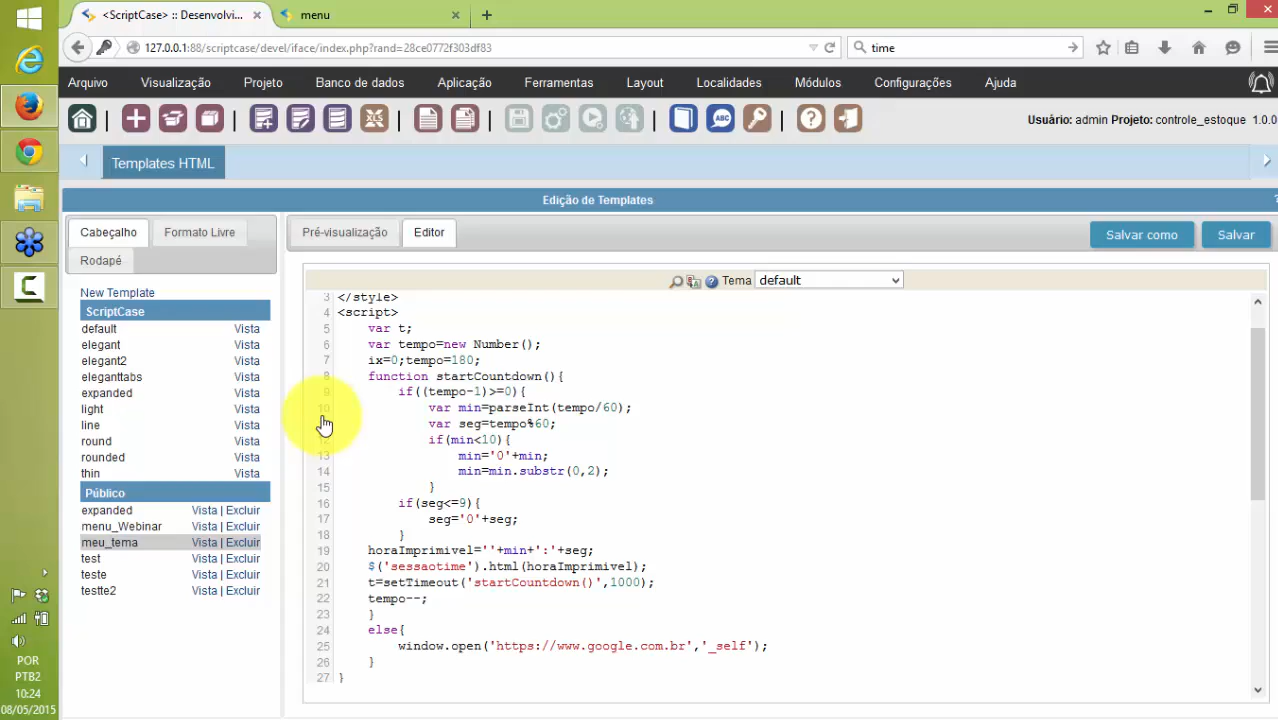 <ScriptCase> :: Desenvolvi...
menu
127.0.0.1:88/scriptcase/devel/iface/index.php?rand=28ce0772f303df83
time
Arquivo Visualização Projeto Banco de dados Aplicação Ferramentas Layout Localidades Módulos Configurações Ajuda
XLS
ABC
Usuário: admin Projeto: controle_estoque 1.0.0
Templates HTML
Edição de Templates
Cabeçalho
Formato Livre
Rodapé
Pré-visualização
Editor
Salvar como
Salvar
New Template
ScriptCase
default Vista
elegant Vista
elegant2 Vista
eleganttabs Vista
expanded Vista
light Vista
line Vista
round Vista
rounded Vista
thin Vista
Público
expanded Vista | Excluir
menu_Webinar Vista | Excluir
meu_tema Vista | Excluir
test Vista | Excluir
teste Vista | Excluir
testte2 Vista | Excluir
Tema default
3 </style>
4 <script>
5 var t;
6 var tempo=new Number();
7 ix=0;tempo=180;
8 function startCountdown(){
9 if((tempo-1)>=0){
10 var min=parseInt(tempo/60);
var seg=tempo%60;
12 if(min<10){
13 min='0'+min;
14 min=min.substr(0,2);
15 }
16 if(seg<=9){
17 seg='0'+seg;
18 }
19 horaImprimivel=''+min+':'+seg;
20 $('sessaotime').html(horaImprimivel);
21 t=setTimeout('startCountdown()',1000);
22 tempo--;
23 }
24 else{
25 window.open('https://www.google.com.br','_self');
26 }
27 }
POR
PTB2
10:24
08/05/2015